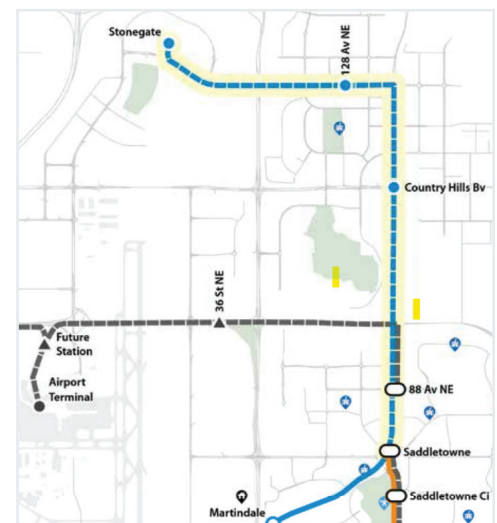 Stonegate
128 Av NE
Country Hills Bv
36 St NE
Future
Station
Airport
Terminal
88 Av NE
Saddletowne
Saddletowne Ci
Martindale